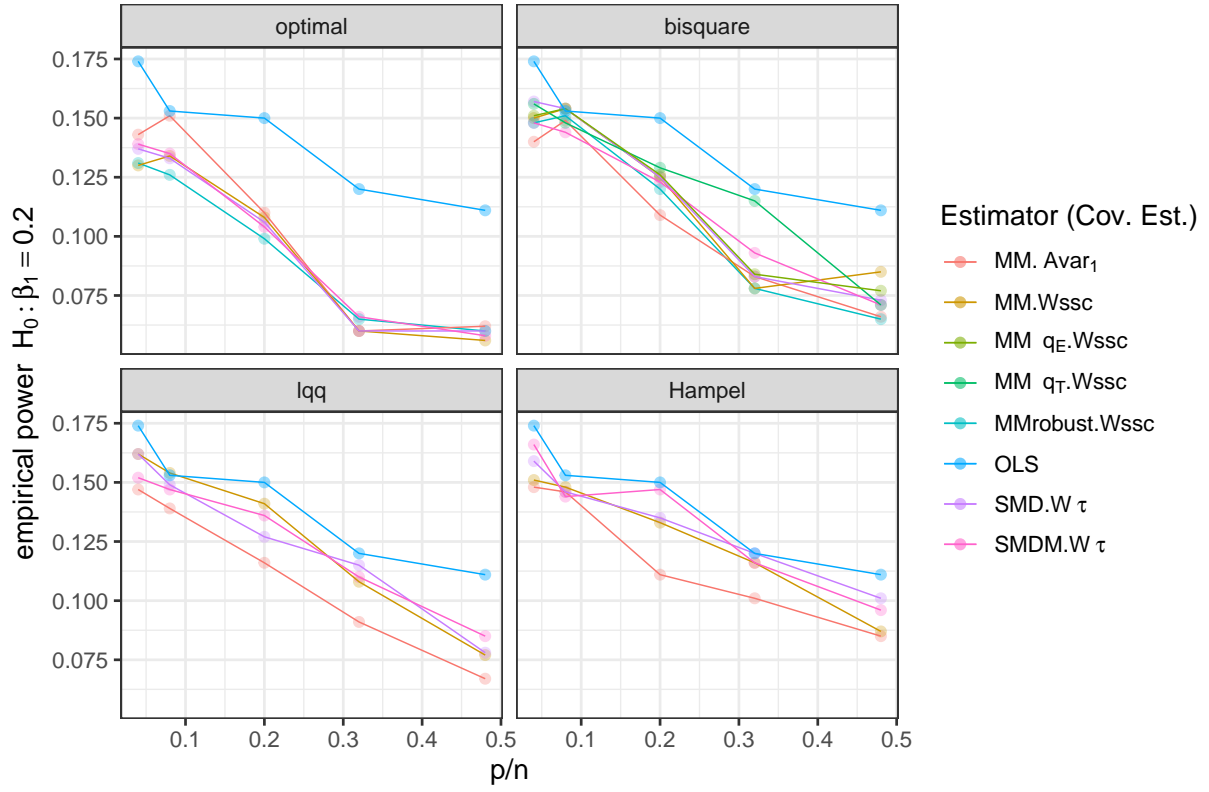 optimal
bisquare
0.175
0.150
0.125
0.100
0.075
lqq
Hampel
0.175
0.150
0.125
0.100
0.075
0.1 0.2 0.3 0.4 0.5
0.1 0.2 0.3 0.4 0.5
p/n
empirical power H₀ : β₁ = 0.2
Estimator (Cov. Est.)
MM. Avar₁
MM.Wssc
MM q_E.Wssc
MM q_T.Wssc
MMrobust.Wssc
OLS
SMD.W τ
SMDM.W τ